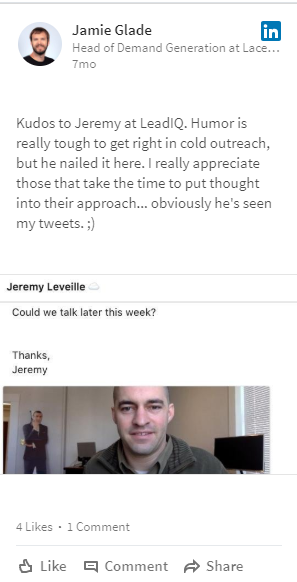 Jamie Glade
in
Head of Demand Generation at Lace...
7mo
Kudos to Jeremy at LeadIQ. Humor is
really tough to get right in cold outreach,
but he nailed it here. I really appreciate
those that take the time to put thought
into their approach... obviously he's seen
my tweets. ;)
Jeremy Leveille
Could we talk later this week?
Thanks,
Jeremy
4 Likes · 1 Comment
Like Comment Share